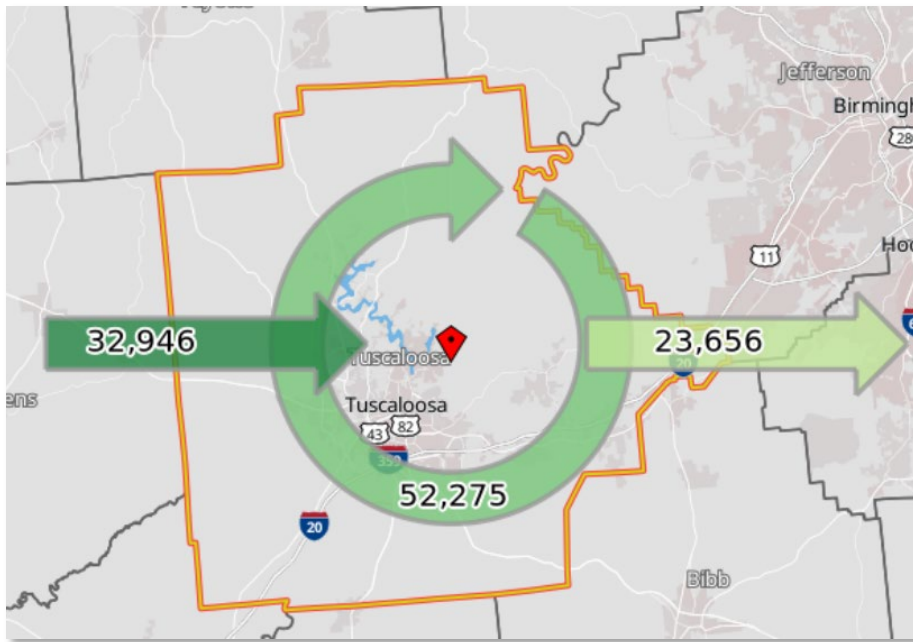 Jefferson
Birmingh
280
11
Hoo
32,946
23,656
Tuscaloosa
20
ens
Tuscaloosa
43
82
359
52,275
20
Bibb